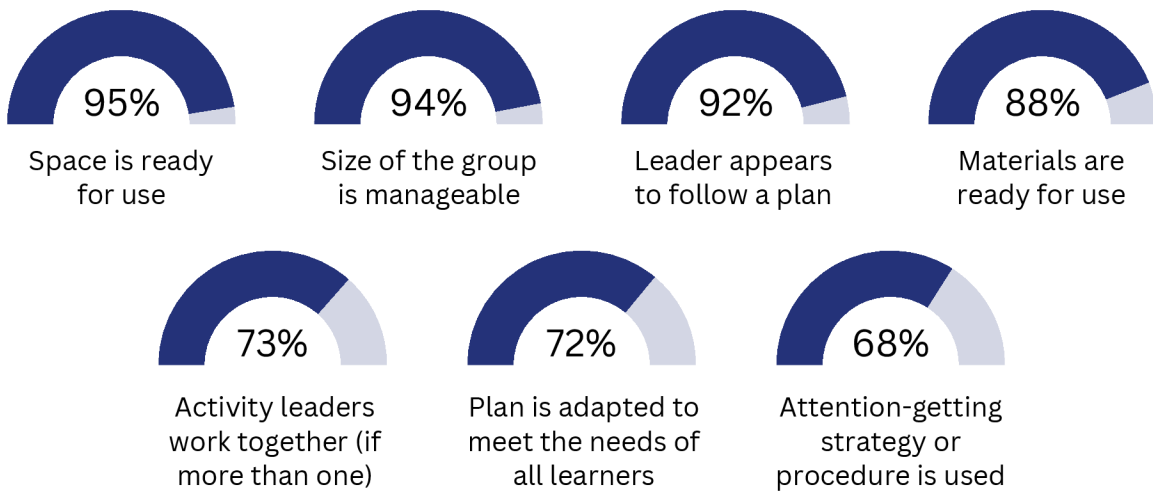 95%
94%
92%
88%
Space is ready
for use
Size of the group
is manageable
Leader appears
to follow a plan
Materials are
ready for use
73%
72%
68%
Activity leaders
work together (if
more than one)
Plan is adapted to
meet the needs of
all learners
Attention-getting
strategy or
procedure is used